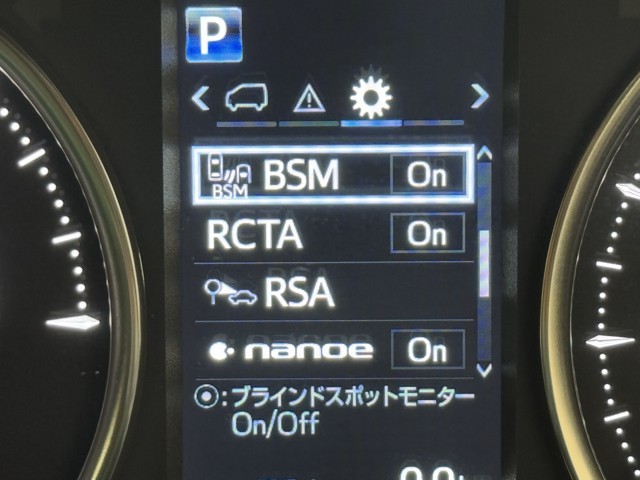 P
BSM BSM On
RCTA On
RSA
nanoe On
:ブラインドスポットモニター
On/Off